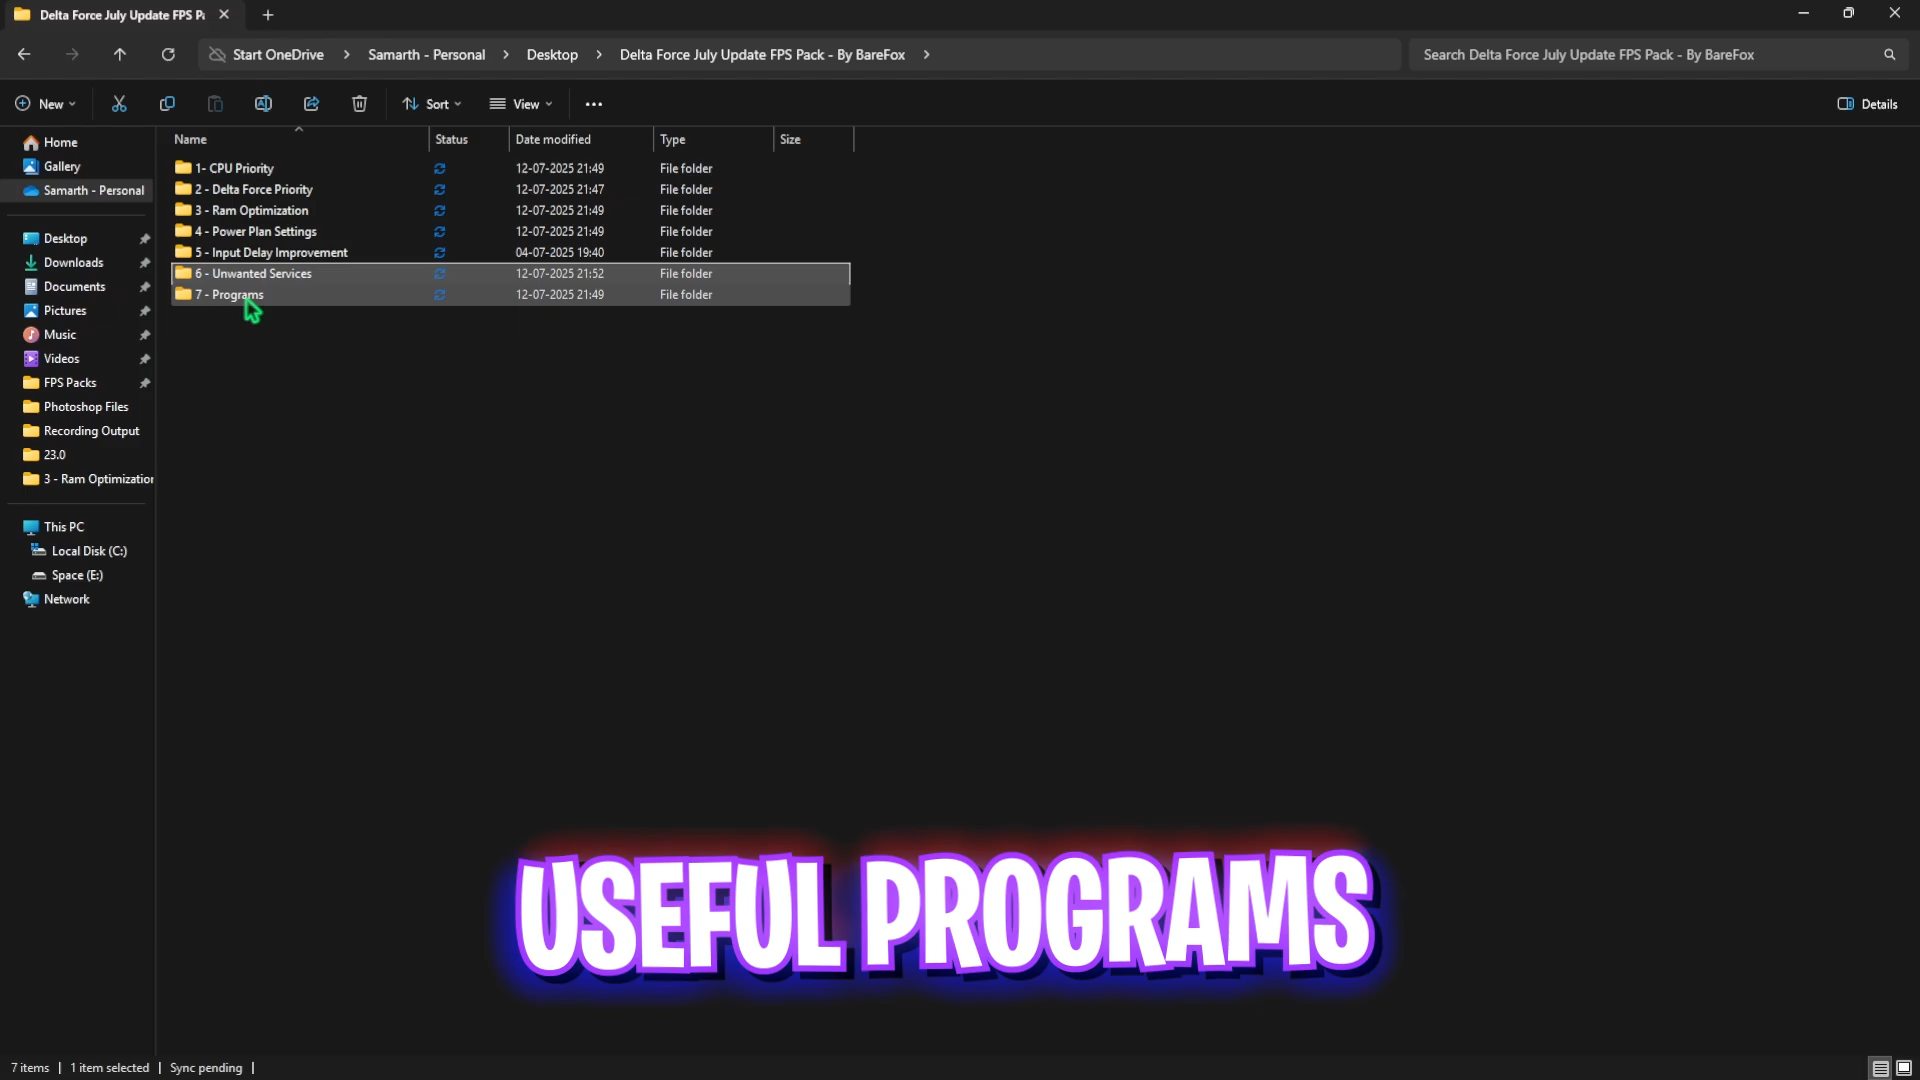 Delta Force July Update FPS Pa
Start OneDrive > Samarth - Personal > Desktop > Delta Force July Update FPS Pack - By BareFox >
Search Delta Force July Update FPS Pack - By BareFox
New
Sort
View
Details
Home
Gallery
Samarth - Personal
Desktop
Downloads
Documents
Pictures
Music
Videos
FPS Packs
Photoshop Files
Recording Output
23.0
3 - Ram Optimization
This PC
Local Disk (C:)
Space (E:)
Network
Name Status Date modified Type Size
1- CPU Priority 12-07-2025 21:49 File folder
2 - Delta Force Priority 12-07-2025 21:47 File folder
3 - Ram Optimization 12-07-2025 21:49 File folder
4 - Power Plan Settings 12-07-2025 21:49 File folder
5 - Input Delay Improvement 04-07-2025 19:40 File folder
6 - Unwanted Services 12-07-2025 21:52 File folder
7 - Programs 12-07-2025 21:49 File folder
USEFUL PROGRAMS
7 items | 1 item selected | Sync pending |